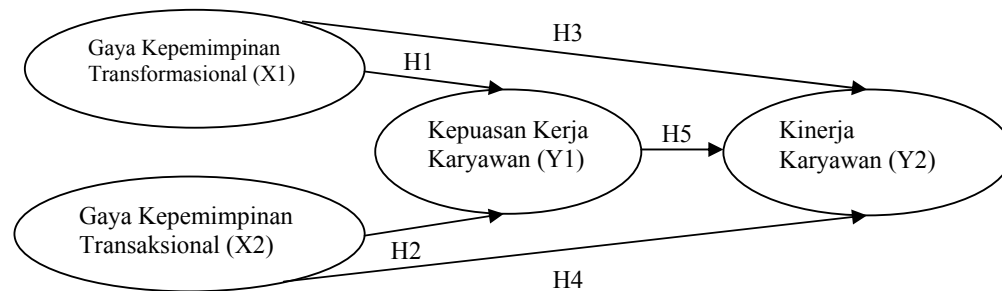 H3
Gaya Kepemimpinan
Transformasional (X1)
H1
Kepuasan Kerja
Karyawan (Y1)
H5
Kinerja
Karyawan (Y2)
Gaya Kepemimpinan
Transaksional (X2)
H2
H4